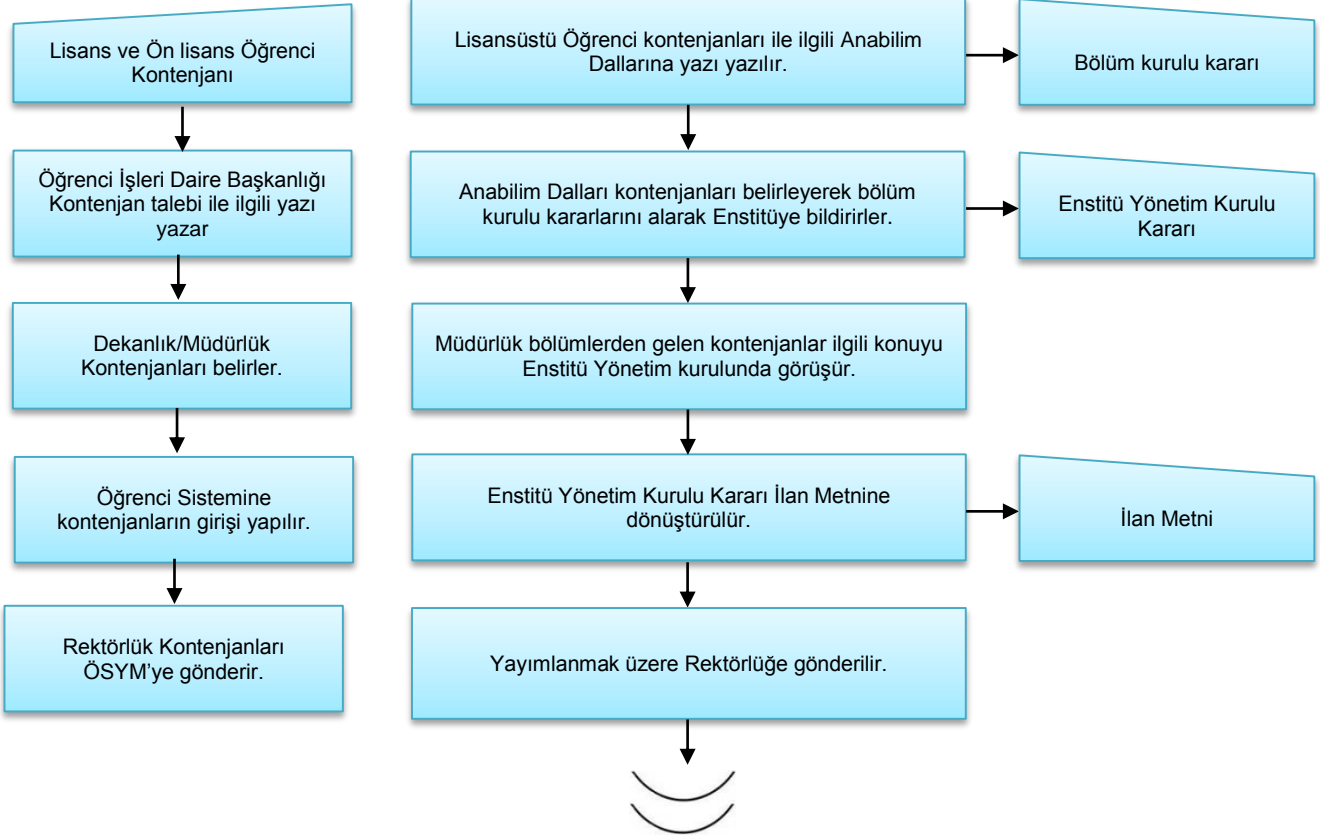 Lisans ve Ön lisans Öğrenci
Kontenjanı
Öğrenci İşleri Daire Başkanlığı
Kontenjan talebi ile ilgili yazı
yazar
Dekanlık/Müdürlük
Kontenjanları belirler.
Öğrenci Sistemine
kontenjanların girişi yapılır.
Rektörlük Kontenjanları
ÖSYM’ye gönderir.
Lisansüstü Öğrenci kontenjanları ile ilgili Anabilim
Dallarına yazı yazılır.
Bölüm kurulu kararı
Anabilim Dalları kontenjanları belirleyerek bölüm
kurulu kararlarını alarak Enstitüye bildirirler.
Enstitü Yönetim Kurulu
Kararı
Müdürlük bölümlerden gelen kontenjanlar ilgili konuyu
Enstitü Yönetim kurulunda görüşür.
Enstitü Yönetim Kurulu Kararı İlan Metnine
dönüştürülür.
İlan Metni
Yayımlanmak üzere Rektörlüğe gönderilir.